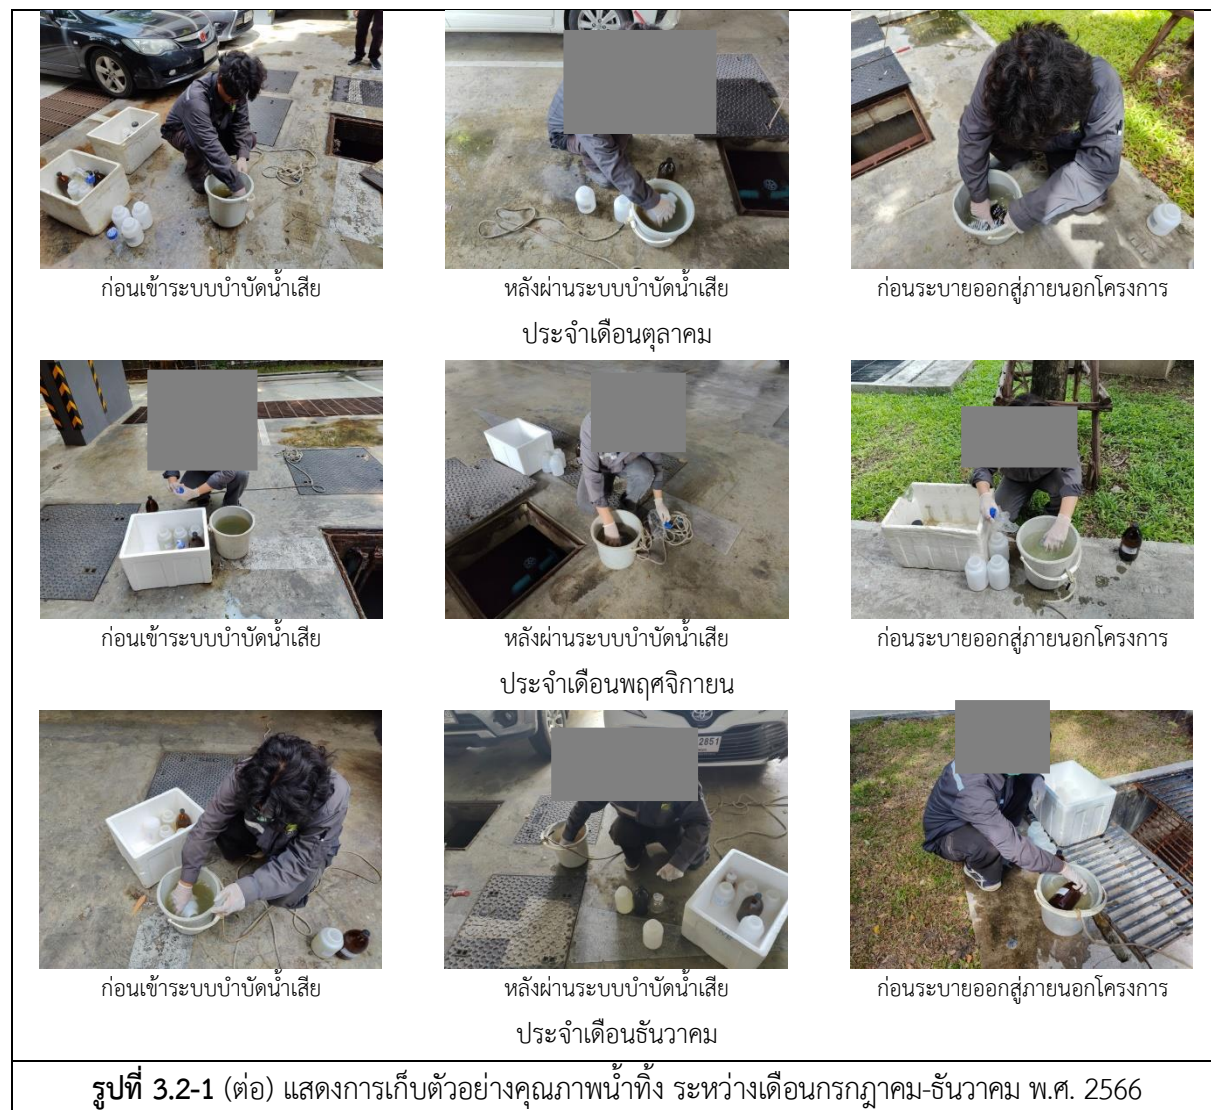 ก่อนเข้าระบบบำบัดน้ำเสีย หลังผ่านระบบบำบัดน้ำเสีย ก่อนระบายออกสู่ภายนอกโครงการ
ประจำเดือนตุลาคม
ก่อนเข้าระบบบำบัดน้ำเสีย หลังผ่านระบบบำบัดน้ำเสีย ก่อนระบายออกสู่ภายนอกโครงการ
ประจำเดือนพฤศจิกายน
2851
ก่อนเข้าระบบบำบัดน้ำเสีย หลังผ่านระบบบำบัดน้ำเสีย ก่อนระบายออกสู่ภายนอกโครงการ
ประจำเดือนธันวาคม
รูปที่ 3.2-1 (ต่อ) แสดงการเก็บตัวอย่างคุณภาพน้ำทิ้ง ระหว่างเดือนกรกฎาคม-ธันวาคม พ.ศ. 2566